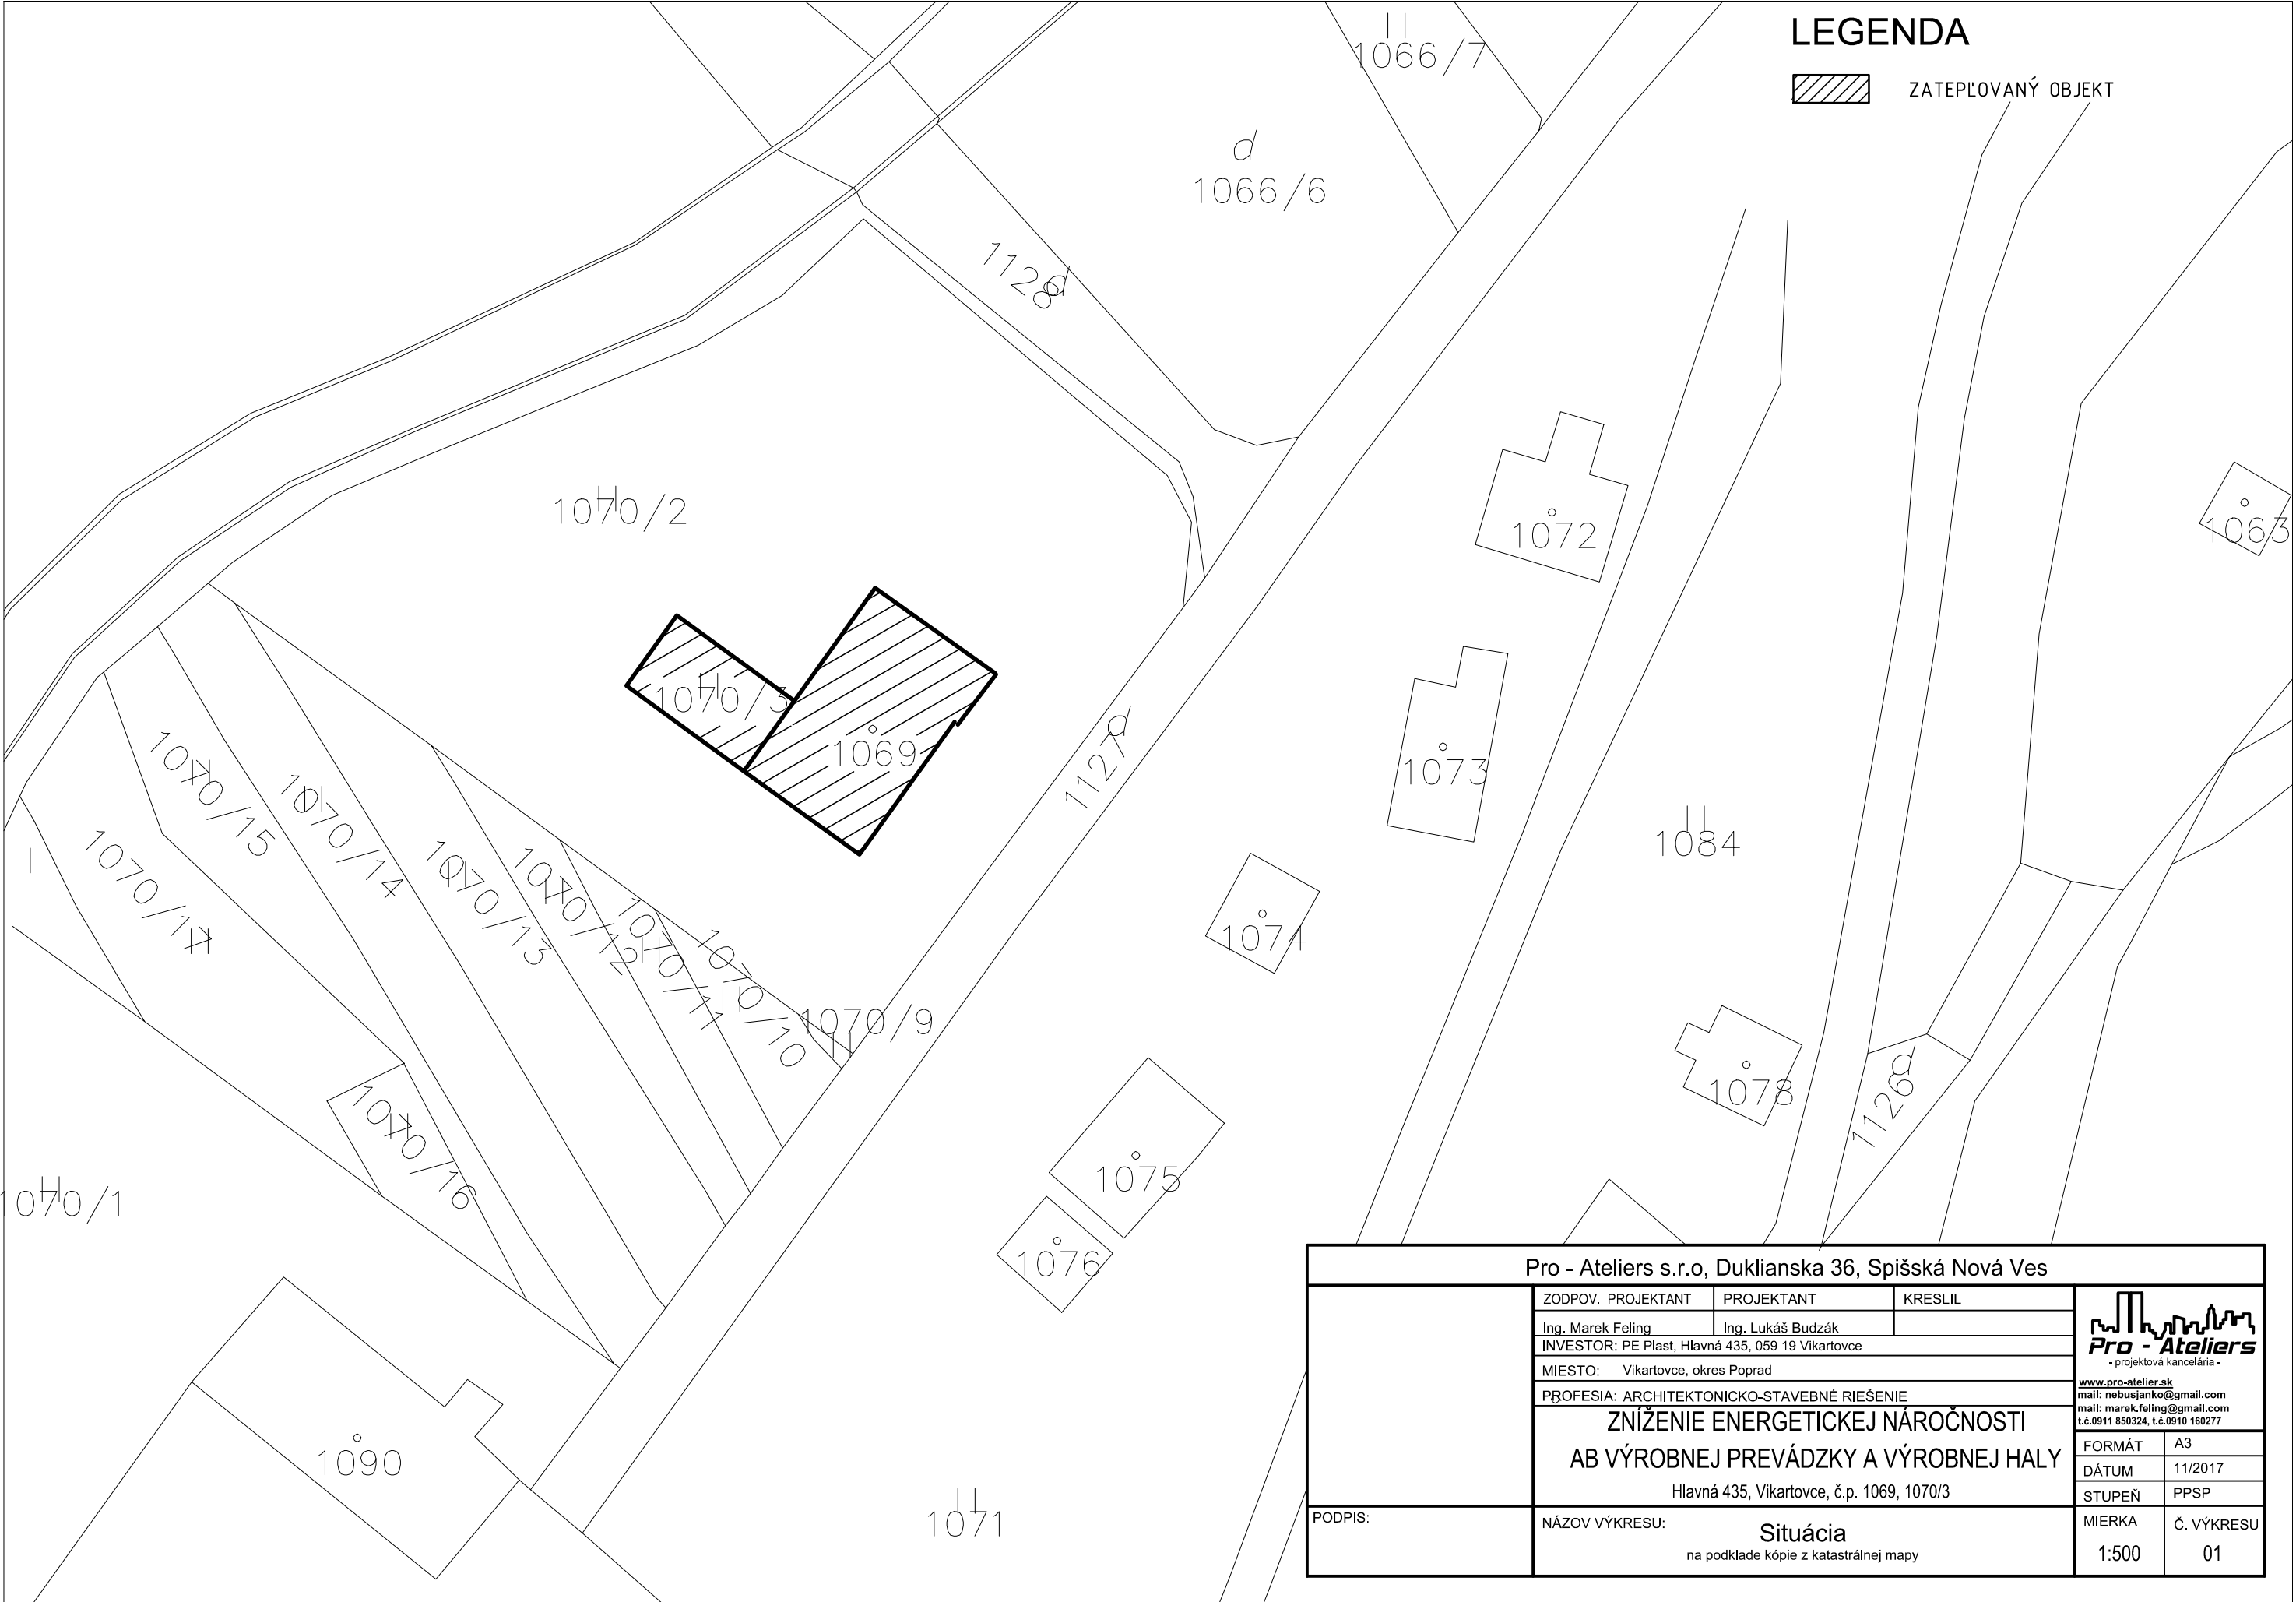 LEGENDA
ZATEPĽOVANÝ OBJEKT
1066/7
1066/6
1128
1070/2
1072
1063
1070/3
1069
1127
1073
1084
1070/15
1070/14
1070/13
1070/12
1070/11
1070/10
1070/9
1070/17
1074
1078
1126
1070/16
1070/1
1075
1076
1090
1071
Pro - Ateliers s.r.o, Duklianska 36, Spišská Nová Ves
ZODPOV. PROJEKTANT PROJEKTANT KRESLIL
Ing. Marek Feling Ing. Lukáš Budzák
INVESTOR: PE Plast, Hlavná 435, 059 19 Vikartovce
MIESTO: Vikartovce, okres Poprad
PROFESIA: ARCHITEKTONICKO-STAVEBNÉ RIEŠENIE
ZNÍŽENIE ENERGETICKEJ NÁROČNOSTI
AB VÝROBNEJ PREVÁDZKY A VÝROBNEJ HALY
Hlavná 435, Vikartovce, č.p. 1069, 1070/3
Pro - Ateliers
- projektová kancelária -
www.pro-atelier.sk
mail: nebusjanko@gmail.com
mail: marek.feling@gmail.com
t.č.0911 850324, t.č.0910 160277
FORMÁT A3
DÁTUM 11/2017
STUPEŇ PPSP
MIERKA Č. VÝKRESU
1:500 01
PODPIS:
NÁZOV VÝKRESU: Situácia
na podklade kópie z katastrálnej mapy